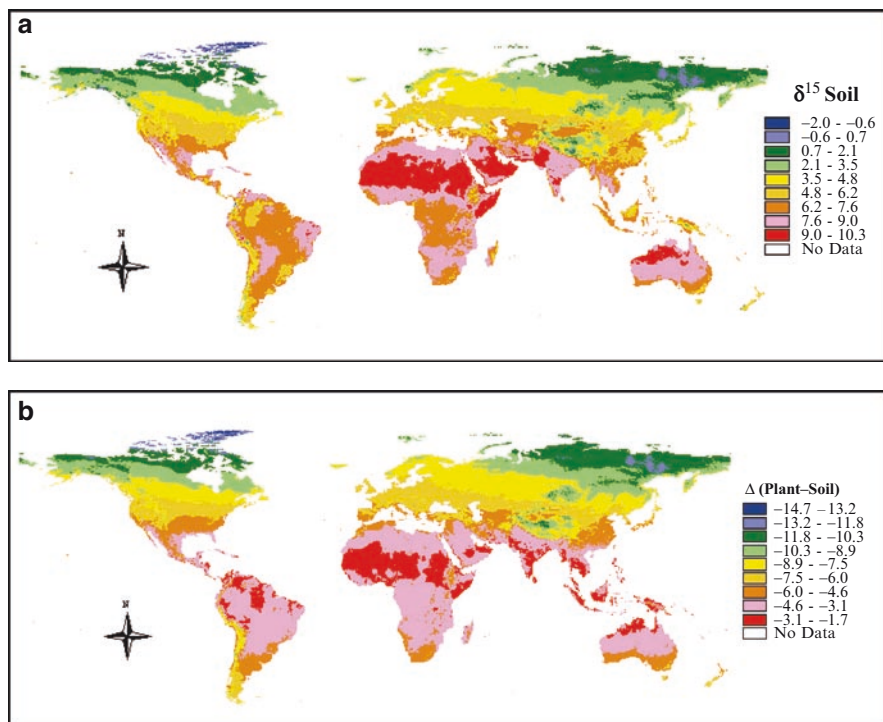 a
δ¹⁵ Soil
–2.0 - –0.6
–0.6 - 0.7
0.7 - 2.1
2.1 - 3.5
3.5 - 4.8
4.8 - 6.2
6.2 - 7.6
7.6 - 9.0
9.0 - 10.3
No Data
N
b
Δ (Plant–Soil)
–14.7 –13.2
–13.2 - –11.8
–11.8 - –10.3
–10.3 - –8.9
–8.9 - –7.5
–7.5 - –6.0
–6.0 - –4.6
–4.6 - –3.1
–3.1 - –1.7
No Data
N